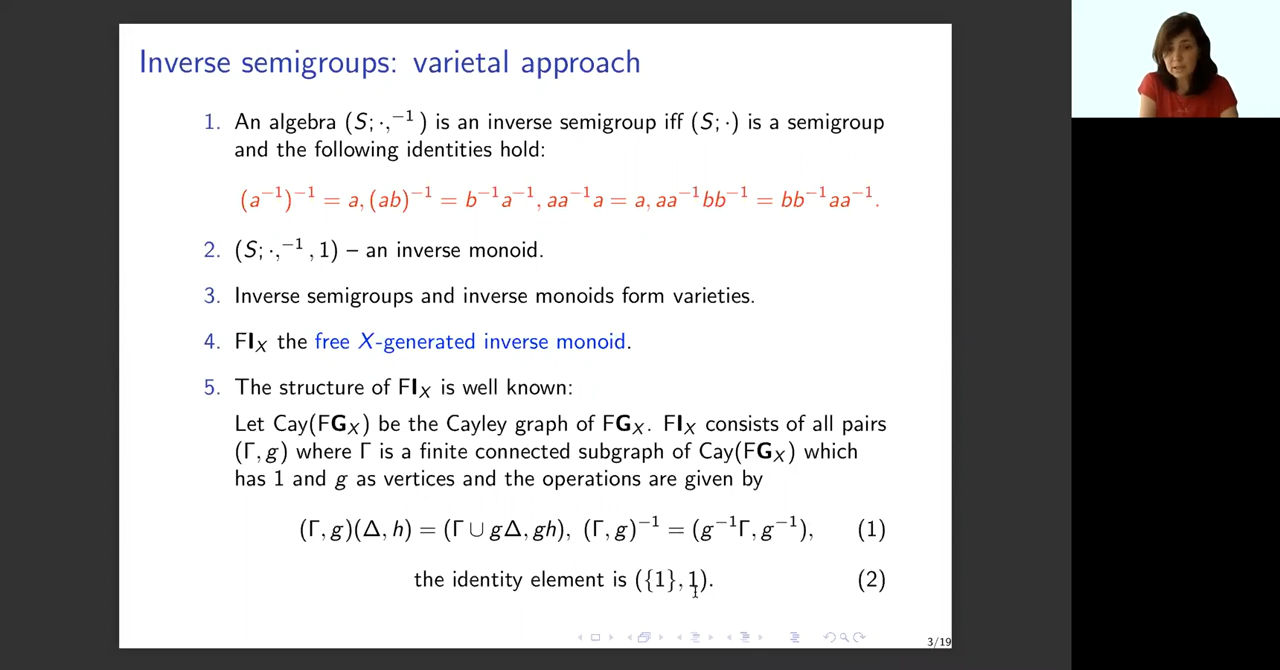 Inverse semigroups: varietal approach
1. An algebra (S; ·,⁻¹ ) is an inverse semigroup iff (S; ·) is a semigroup
and the following identities hold:
(a⁻¹)⁻¹ = a, (ab)⁻¹ = b⁻¹a⁻¹, aa⁻¹a = a, aa⁻¹bb⁻¹ = bb⁻¹aa⁻¹.
2. (S; ·,⁻¹ , 1) – an inverse monoid.
3. Inverse semigroups and inverse monoids form varieties.
4. FI_X the free X-generated inverse monoid.
5. The structure of FI_X is well known:
Let Cay(FG_X) be the Cayley graph of FG_X. FI_X consists of all pairs
(Γ, g) where Γ is a finite connected subgraph of Cay(FG_X) which
has 1 and g as vertices and the operations are given by
(Γ, g)(Δ, h) = (Γ ∪ gΔ, gh), (Γ, g)⁻¹ = (g⁻¹Γ, g⁻¹), (1)
the identity element is ({1}, 1). (2)
3/19